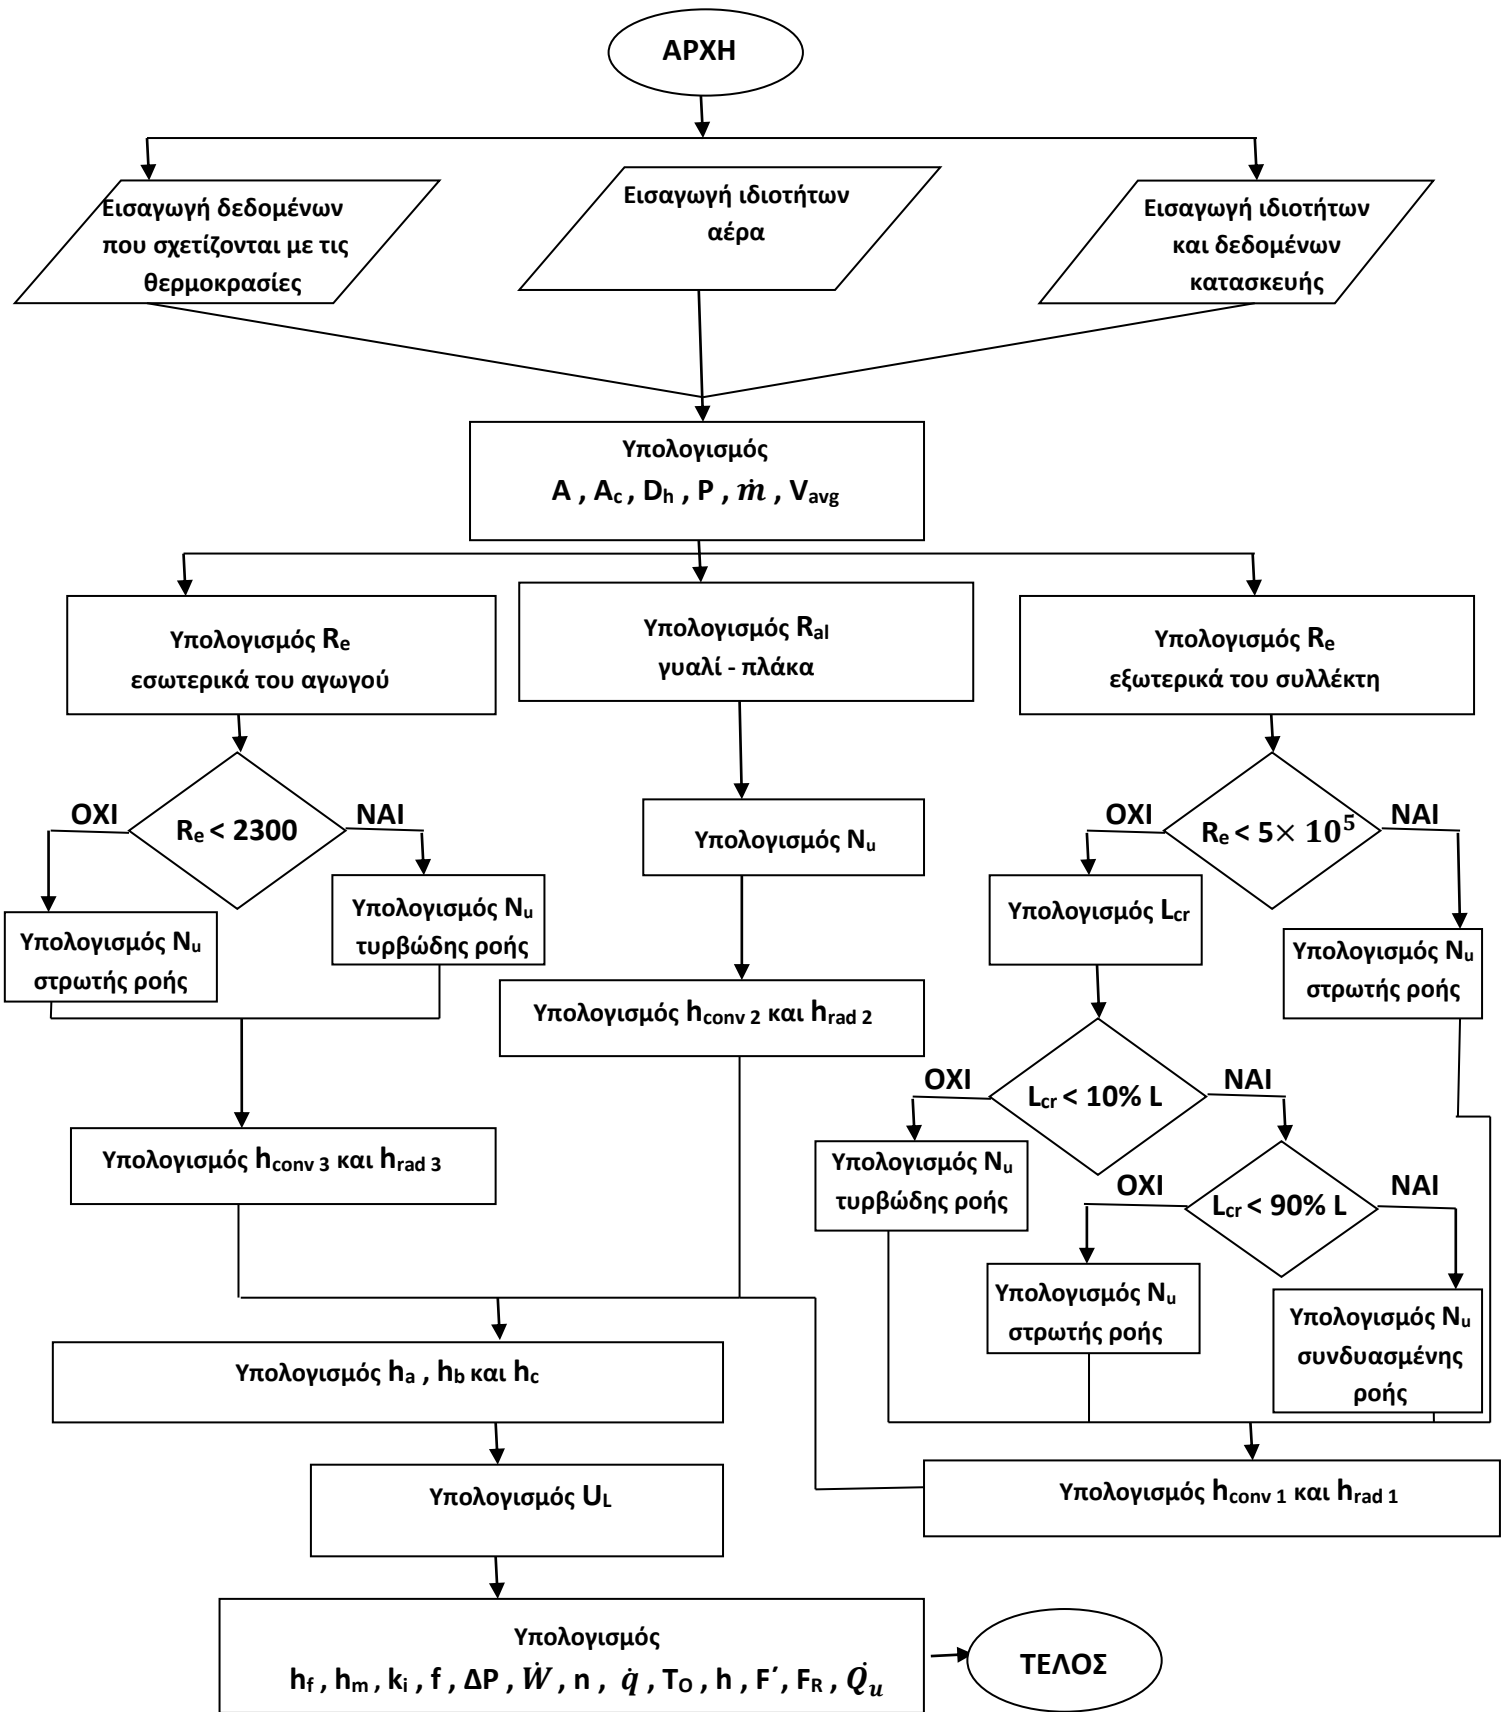 ΑΡΧΗ
Εισαγωγή δεδομένων
που σχετίζονται με τις
θερμοκρασίες
Εισαγωγή ιδιοτήτων
αέρα
Εισαγωγή ιδιοτήτων
και δεδομένων
κατασκευής
Υπολογισμός
A , Ac , Dh , P , ṁ , Vavg
Υπολογισμός Re
εσωτερικά του αγωγού
Υπολογισμός Ral
γυαλί - πλάκα
Υπολογισμός Re
εξωτερικά του συλλέκτη
ΟΧΙ
Re < 2300
ΝΑΙ
Υπολογισμός Nu
στρωτής ροής
Υπολογισμός Nu
τυρβώδης ροής
Υπολογισμός Nu
ΟΧΙ
Re < 5× 10⁵
ΝΑΙ
Υπολογισμός Lcr
Υπολογισμός Nu
στρωτής ροής
Υπολογισμός hconv 2 και hrad 2
ΟΧΙ
Lcr < 10% L
ΝΑΙ
Υπολογισμός hconv 3 και hrad 3
Υπολογισμός Nu
τυρβώδης ροής
ΟΧΙ
Lcr < 90% L
ΝΑΙ
Υπολογισμός Nu
στρωτής ροής
Υπολογισμός Nu
συνδυασμένης
ροής
Υπολογισμός ha , hb και hc
Υπολογισμός UL
Υπολογισμός hconv 1 και hrad 1
Υπολογισμός
hf , hm , ki , f , ΔP , Ẇ , n , q̇ , TO , h , F΄, FR , Q̇u
ΤΕΛΟΣ